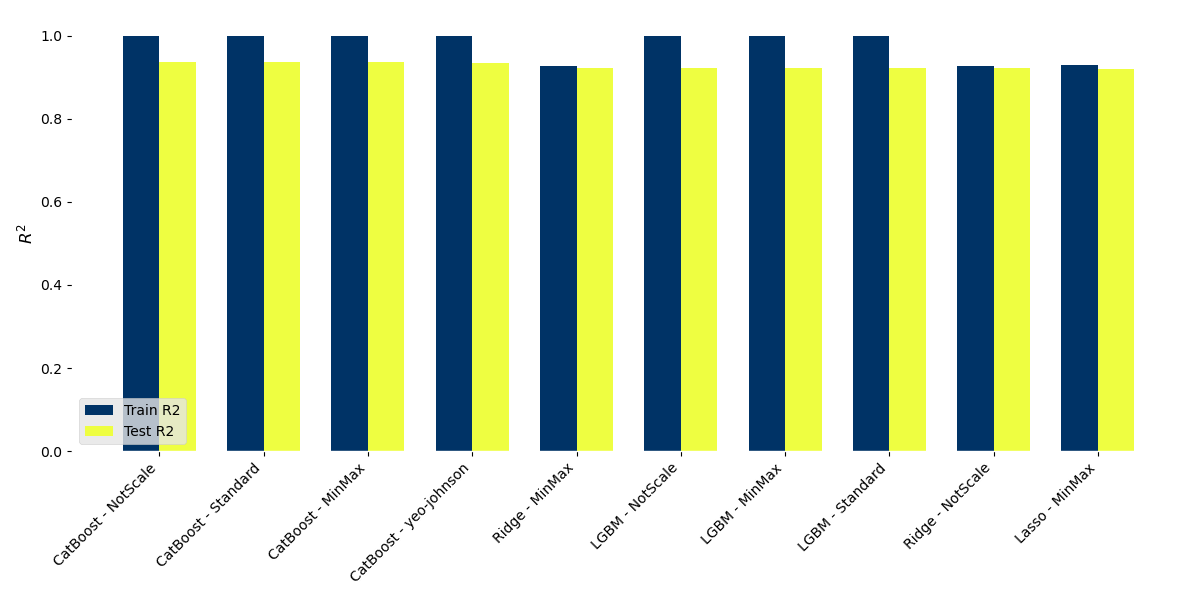 1.0
0.8
0.6
0.4
0.2
0.0
R²
Train R2
Test R2
CatBoost - NotScale
CatBoost - Standard
CatBoost - MinMax
CatBoost - yeo-johnson
Ridge - MinMax
LGBM - NotScale
LGBM - MinMax
LGBM - Standard
Ridge - NotScale
Lasso - MinMax